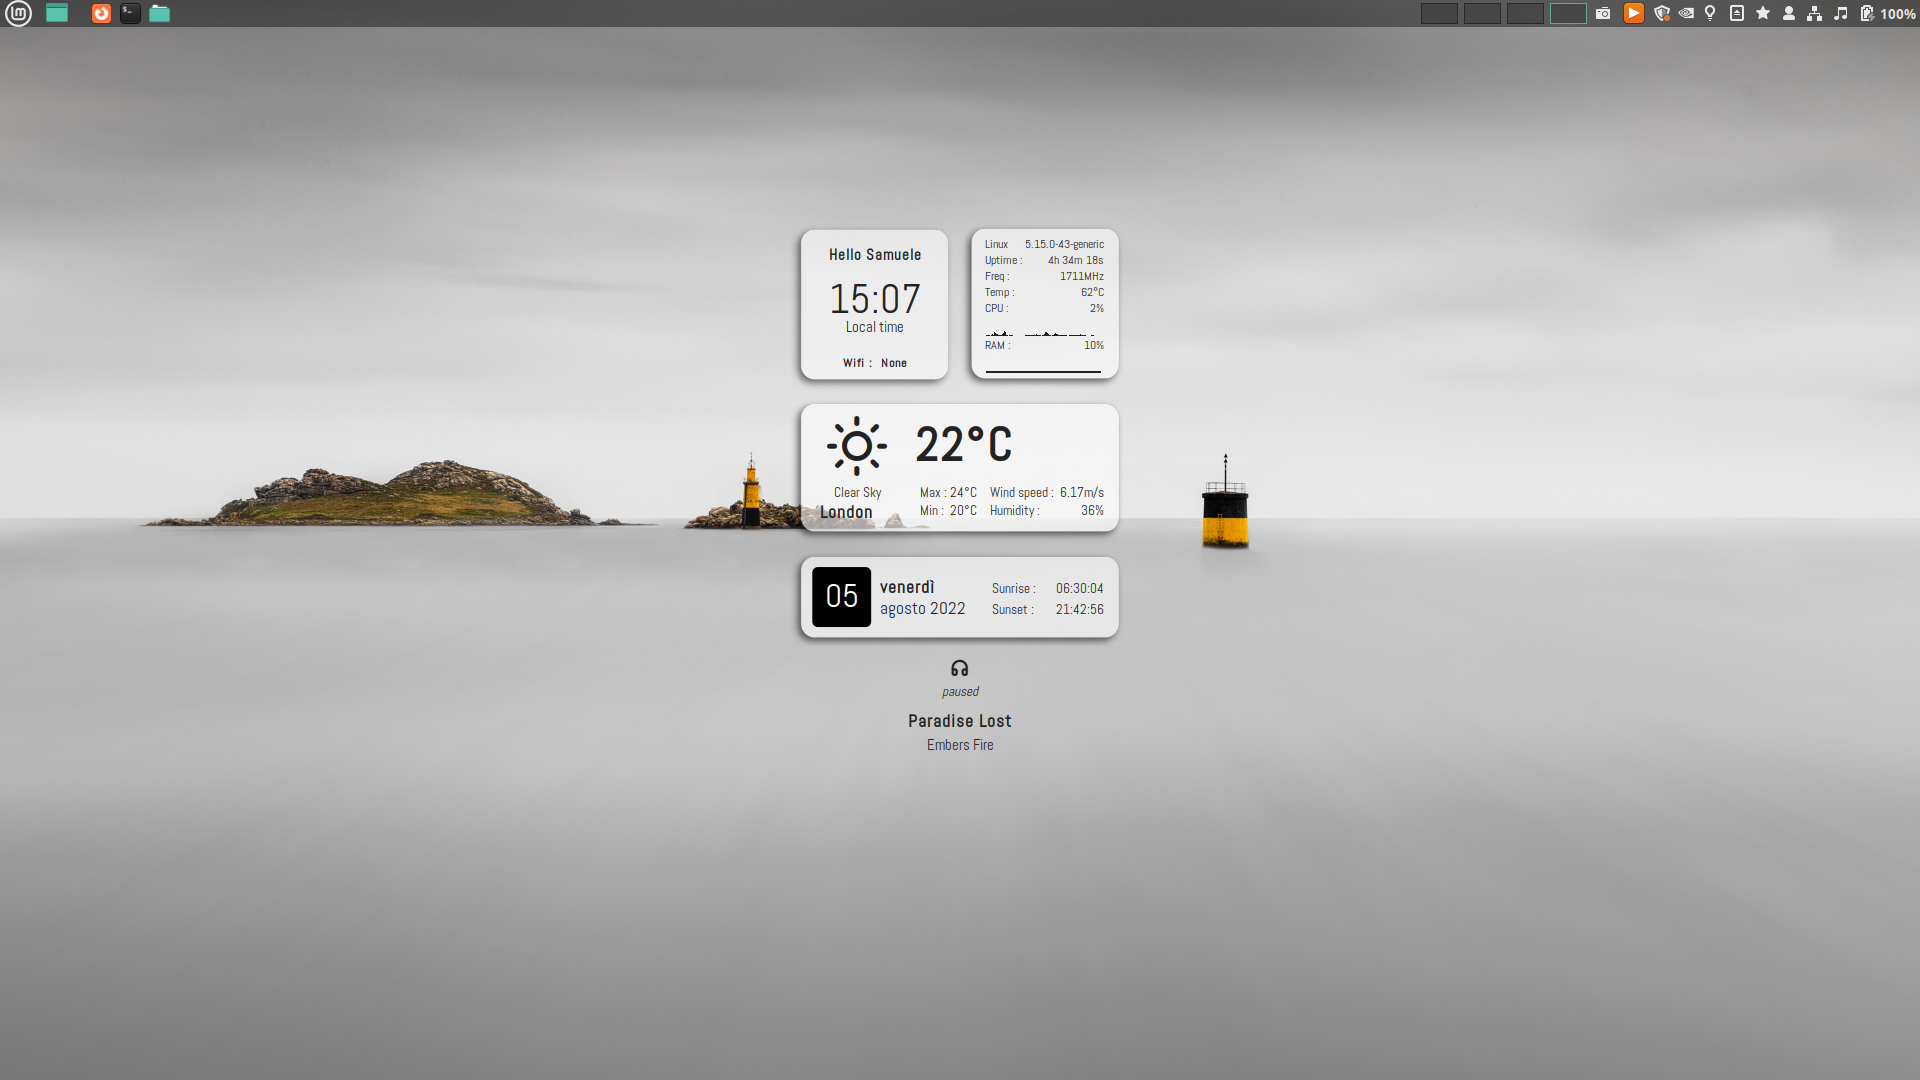 100%
Hello Samuele
15:07
Local time
Wifi : None
Linux 5.15.0-43-generic
Uptime : 4h 34m 18s
Freq : 1711MHz
Temp : 62°C
CPU : 2%
RAM : 10%
22°C
Clear Sky
London
Max : 24°C Wind speed : 6.17m/s
Min : 20°C Humidity : 36%
05
venerdì
agosto 2022
Sunrise : 06:30:04
Sunset : 21:42:56
paused
Paradise Lost
Embers Fire